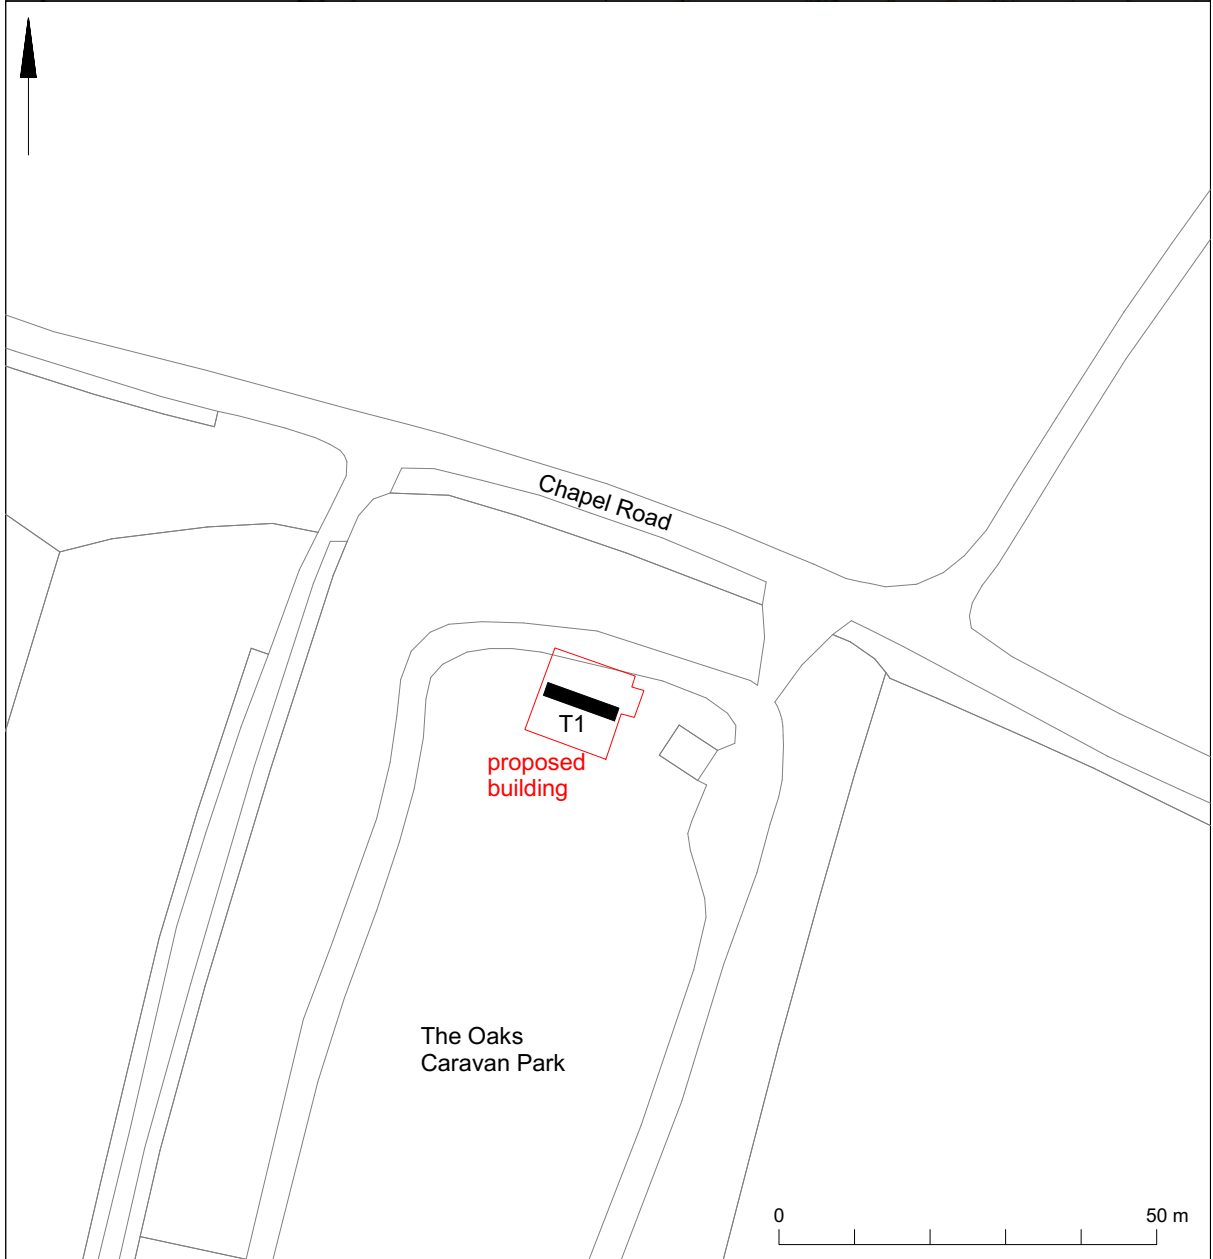 Chapel Road
T1
proposed
building
The Oaks
Caravan Park
0
50 m